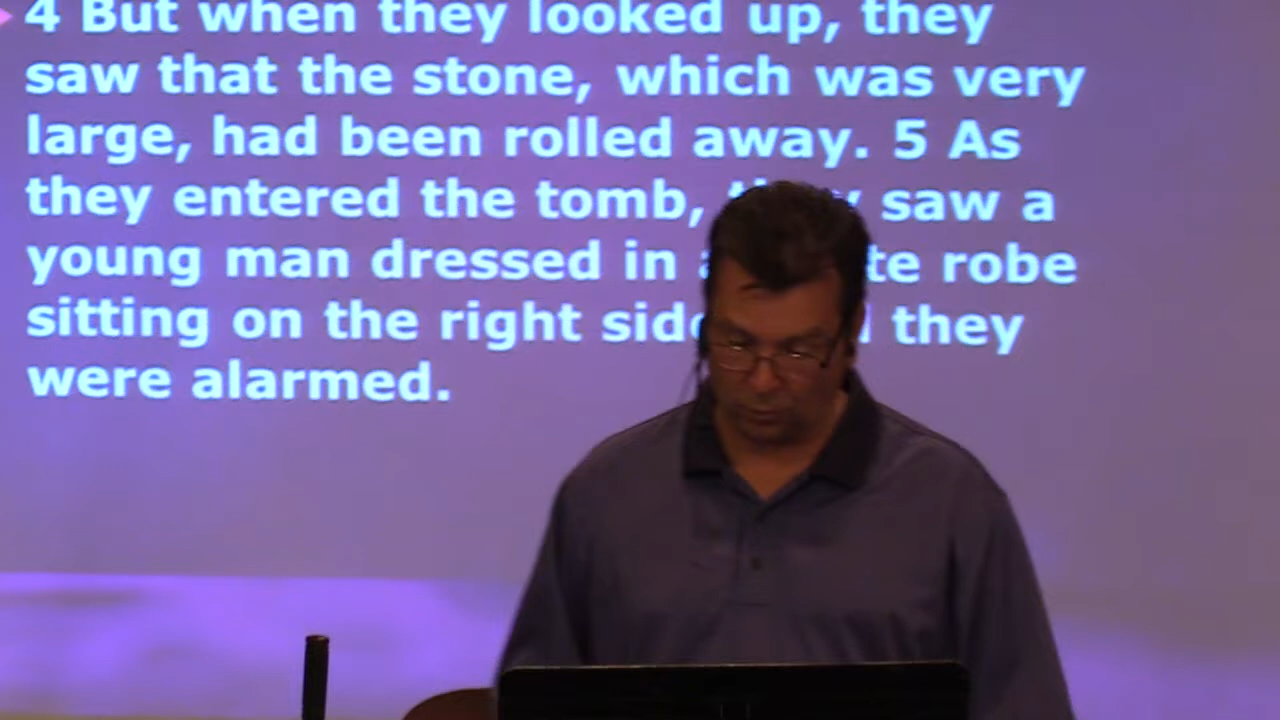 4 But when they looked up, they
saw that the stone, which was very
large, had been rolled away. 5 As
they entered the tomb, they saw a
young man dressed in a robe
sitting on the right side they
were alarmed.